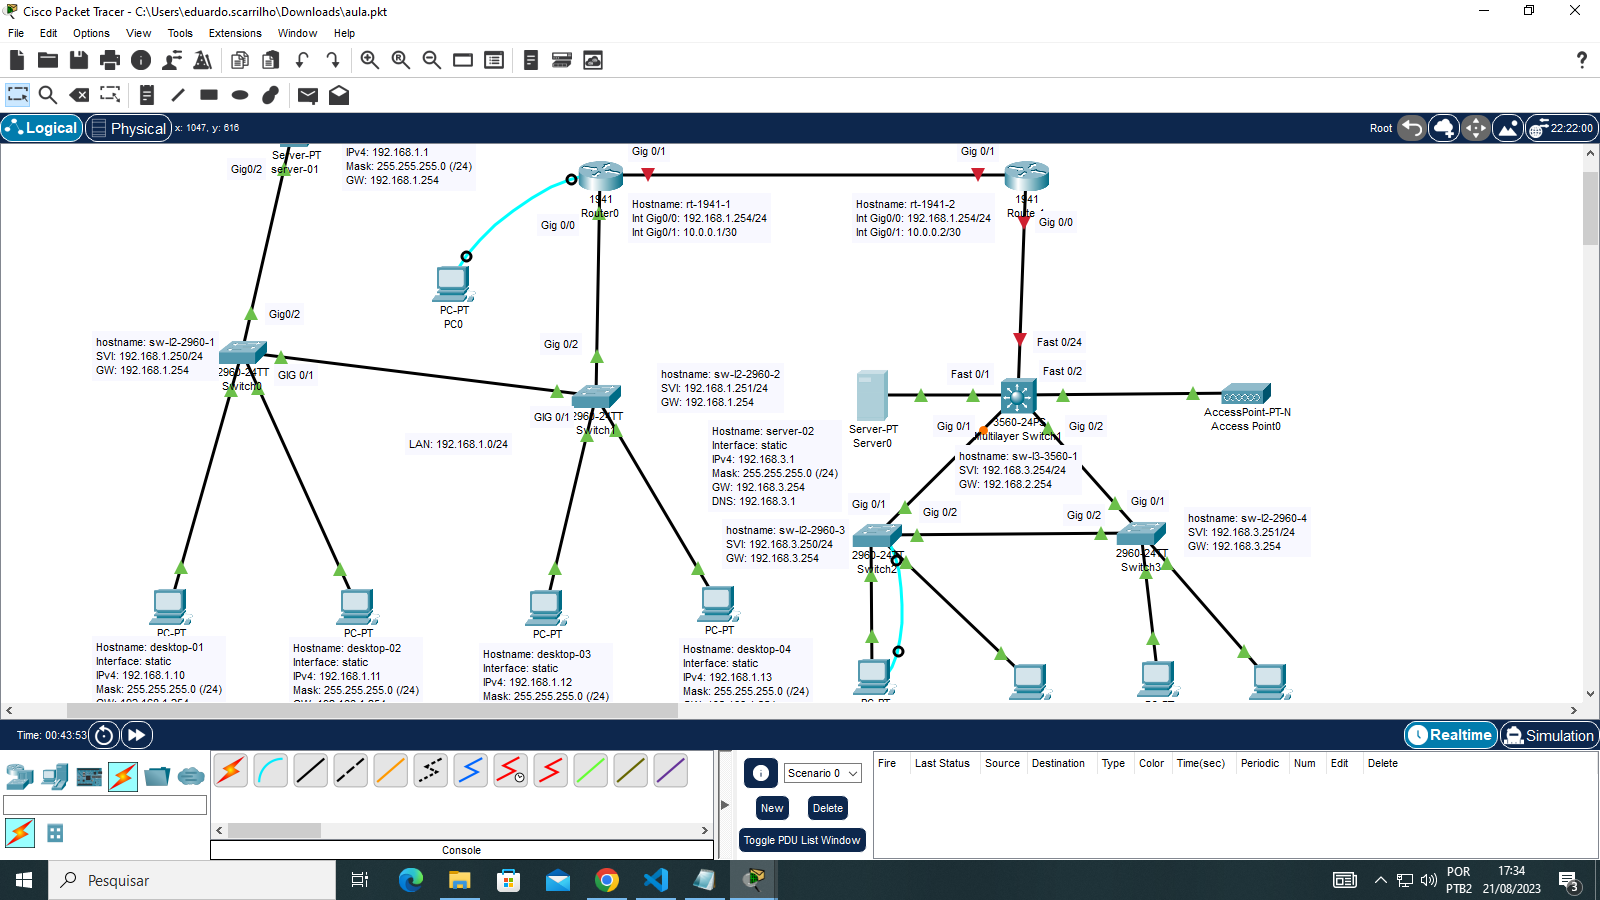 Cisco Packet Tracer - C:\Users\eduardo.scarrilho\Downloads\aula.pkt
File Edit Options View Tools Extensions Window Help
Logical Physical x: 1047, y: 616 Root 22:22:00
Server-PT
server-01
Gig0/2
IPv4: 192.168.1.1
Mask: 255.255.255.0 (/24)
GW: 192.168.1.254
Gig 0/1
Gig 0/1
1941
Router0
Gig 0/0
Hostname: rt-1941-1
Int Gig0/0: 192.168.1.254/24
Int Gig0/1: 10.0.0.1/30
Hostname: rt-1941-2
Int Gig0/0: 192.168.1.254/24
Int Gig0/1: 10.0.0.2/30
1941
Gig 0/0
PC-PT
PC0
Gig0/2
hostname: sw-l2-2960-1
SVI: 192.168.1.250/24
GW: 192.168.1.254
2960-24TT
Switch0
GIG 0/1
Gig 0/2
hostname: sw-l2-2960-2
SVI: 192.168.1.251/24
GW: 192.168.1.254
GIG 0/1
2960-24TT
Switch1
LAN: 192.168.1.0/24
Fast 0/24
Fast 0/1
Fast 0/2
Server-PT
Server0
Gig 0/1
3560-24PS
Multilayer Switch1
Gig 0/2
AccessPoint-PT-N
Access Point0
Hostname: server-02
Interface: static
IPv4: 192.168.3.1
Mask: 255.255.255.0 (/24)
GW: 192.168.3.254
DNS: 192.168.3.1
hostname: sw-l3-3560-1
SVI: 192.168.3.254/24
GW: 192.168.2.254
Gig 0/1
Gig 0/2
Gig 0/2
Gig 0/1
hostname: sw-l2-2960-3
SVI: 192.168.3.250/24
GW: 192.168.3.254
2960-24TT
Switch2
2960-24TT
Switch3
hostname: sw-l2-2960-4
SVI: 192.168.3.251/24
GW: 192.168.3.254
PC-PT
PC-PT
PC-PT
PC-PT
Hostname: desktop-01
Interface: static
IPv4: 192.168.1.10
Mask: 255.255.255.0 (/24)
Hostname: desktop-02
Interface: static
IPv4: 192.168.1.11
Mask: 255.255.255.0 (/24)
Hostname: desktop-03
Interface: static
IPv4: 192.168.1.12
Mask: 255.255.255.0 (/24)
Hostname: desktop-04
Interface: static
IPv4: 192.168.1.13
Mask: 255.255.255.0 (/24)
Time: 00:43:53 Realtime Simulation
Scenario 0
New Delete
Toggle PDU List Window
Fire Last Status Source Destination Type Color Time(sec) Periodic Num Edit Delete
Console
Pesquisar
POR
PTB2
17:34
21/08/2023
3